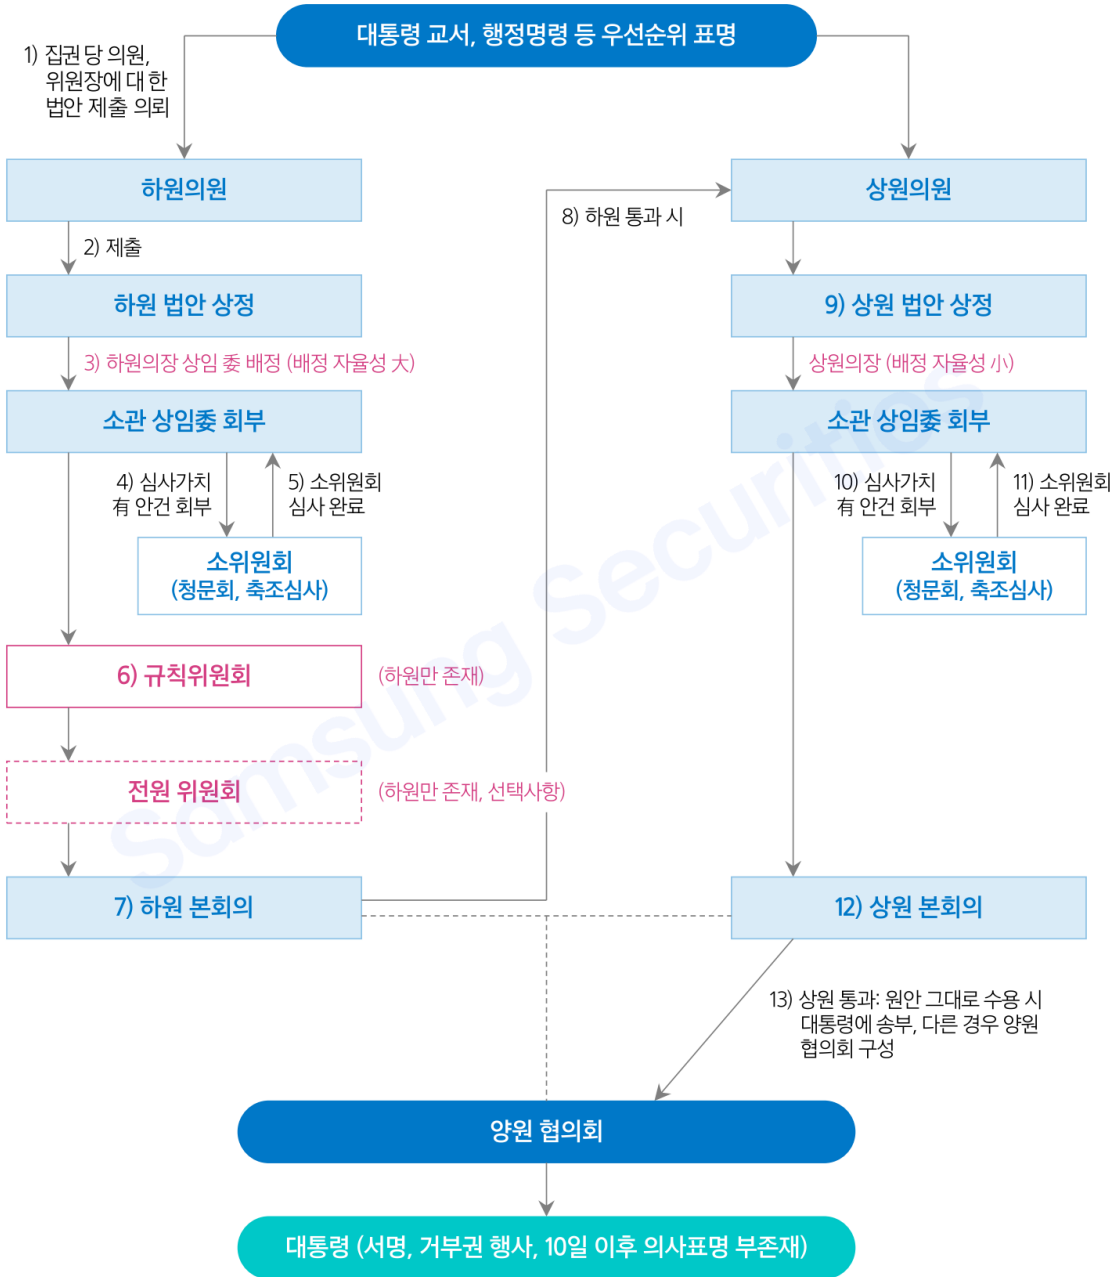 대통령 교서, 행정명령 등 우선순위 표명
1) 집권당 의원,
위원장에 대한
법안 제출 의뢰
하원의원
2) 제출
하원 법안 상정
3) 하원의장 상임 委 배정 (배정 자율성 大)
소관 상임委 회부
4) 심사가치
有 안건 회부
5) 소위원회
심사 완료
소위원회
(청문회, 축조심사)
6) 규칙위원회
(하원만 존재)
전원 위원회
(하원만 존재, 선택사항)
7) 하원 본회의
8) 하원 통과 시
상원의원
9) 상원 법안 상정
상원의장 (배정 자율성 小)
소관 상임委 회부
10) 심사가치
有 안건 회부
11) 소위원회
심사 완료
소위원회
(청문회, 축조심사)
12) 상원 본회의
13) 상원 통과: 원안 그대로 수용 시
대통령에 송부, 다른 경우 양원
협의회 구성
양원 협의회
대통령 (서명, 거부권 행사, 10일 이후 의사표명 부존재)
Samsung Securities